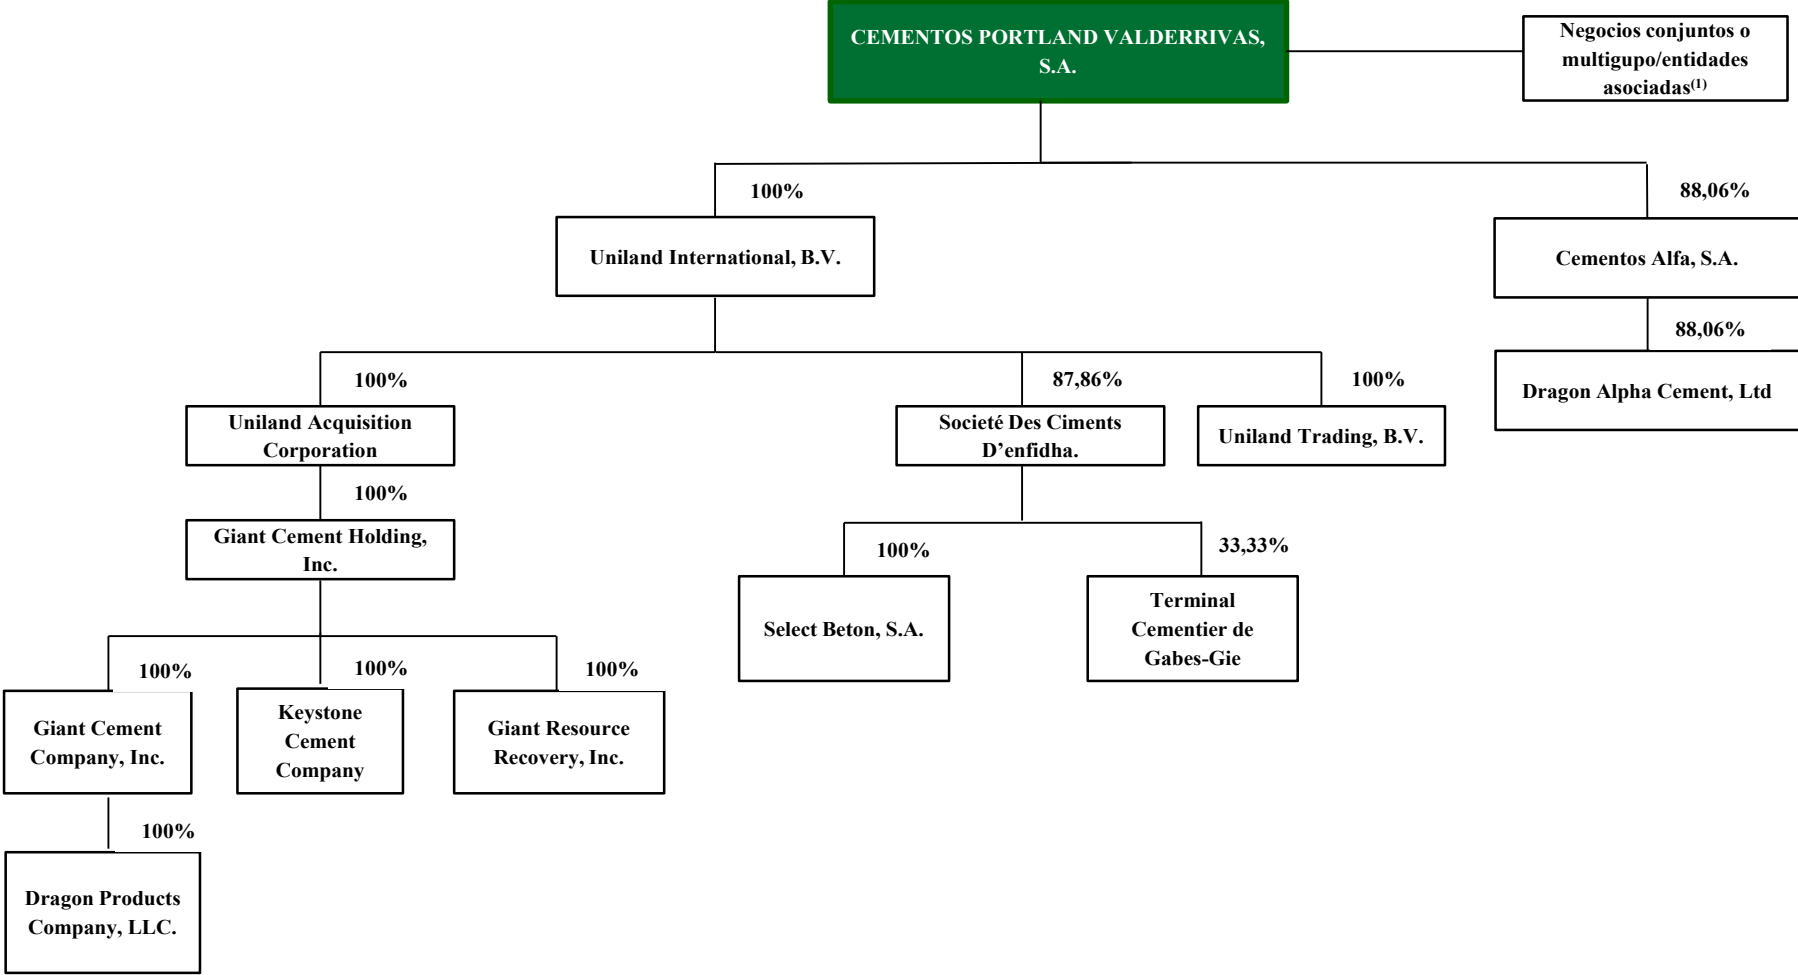 CEMENTOS PORTLAND VALDERRIVAS,
S.A.
Negocios conjuntos o
multigupo/entidades
asociadas(1)
100%
88,06%
Uniland International, B.V.
Cementos Alfa, S.A.
88,06%
Dragon Alpha Cement, Ltd
100%
87,86%
100%
Uniland Acquisition
Corporation
Societé Des Ciments
D’enfidha.
Uniland Trading, B.V.
100%
Giant Cement Holding,
Inc.
100%
33,33%
Select Beton, S.A.
Terminal
Cementier de
Gabes-Gie
100%
100%
100%
Giant Cement
Company, Inc.
Keystone
Cement
Company
Giant Resource
Recovery, Inc.
100%
Dragon Products
Company, LLC.